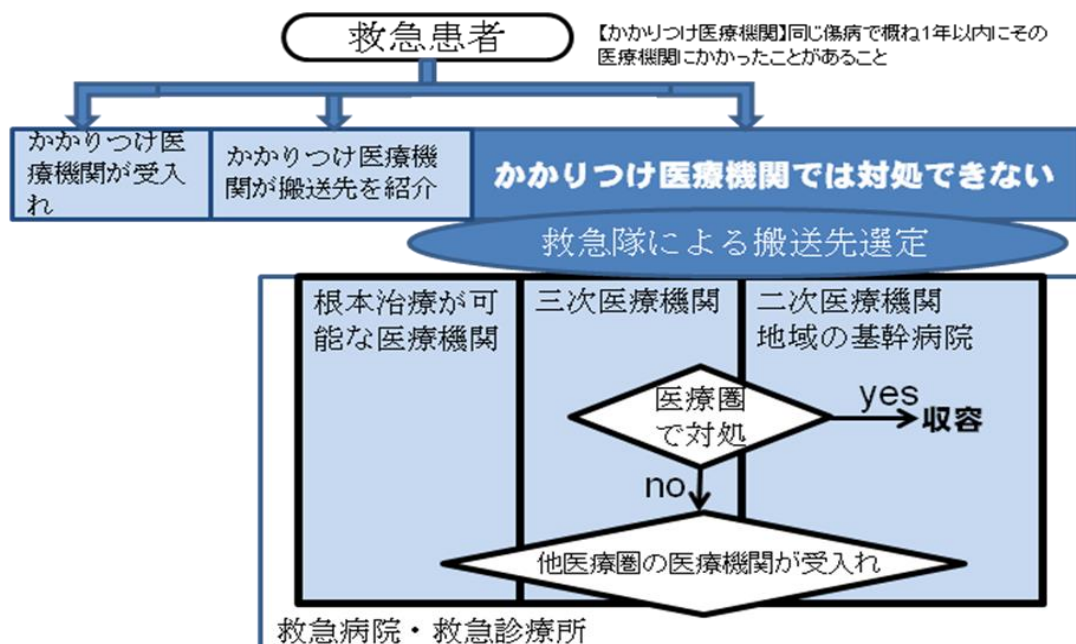 救急患者
【かかりつけ医療機関】同じ傷病で概ね1年以内にその
医療機関にかかったことがあること
かかりつけ医
療機関が受入
れ
かかりつけ医療機
関が搬送先を紹介
かかりつけ医療機関では対処できない
救急隊による搬送先選定
根本治療が可
能な医療機関
三次医療機関
二次医療機関
地域の基幹病院
医療圏
で対処
yes
収容
no
他医療圏の医療機関が受入れ
救急病院・救急診療所